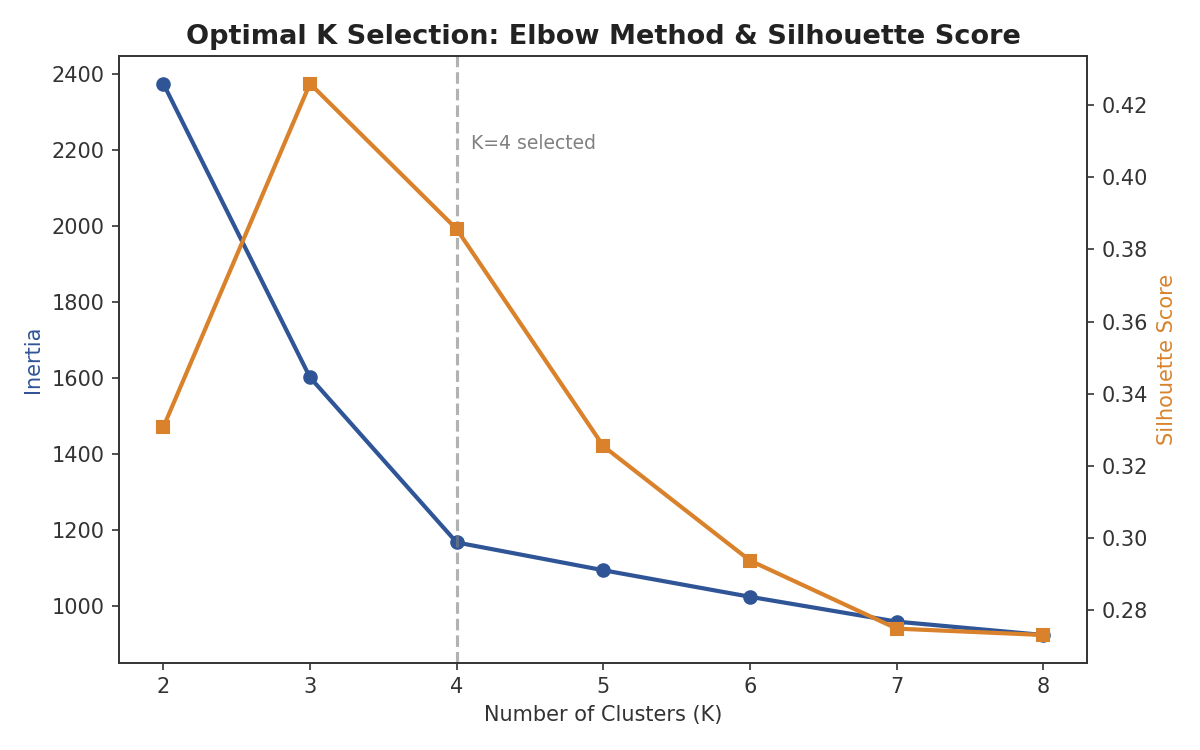 Optimal K Selection: Elbow Method & Silhouette Score
2400
2200
2000
1800
1600
1400
1200
1000
Inertia
K=4 selected
0.42
0.40
0.38
0.36
0.34
0.32
0.30
0.28
Silhouette Score
2 3 4 5 6 7 8
Number of Clusters (K)